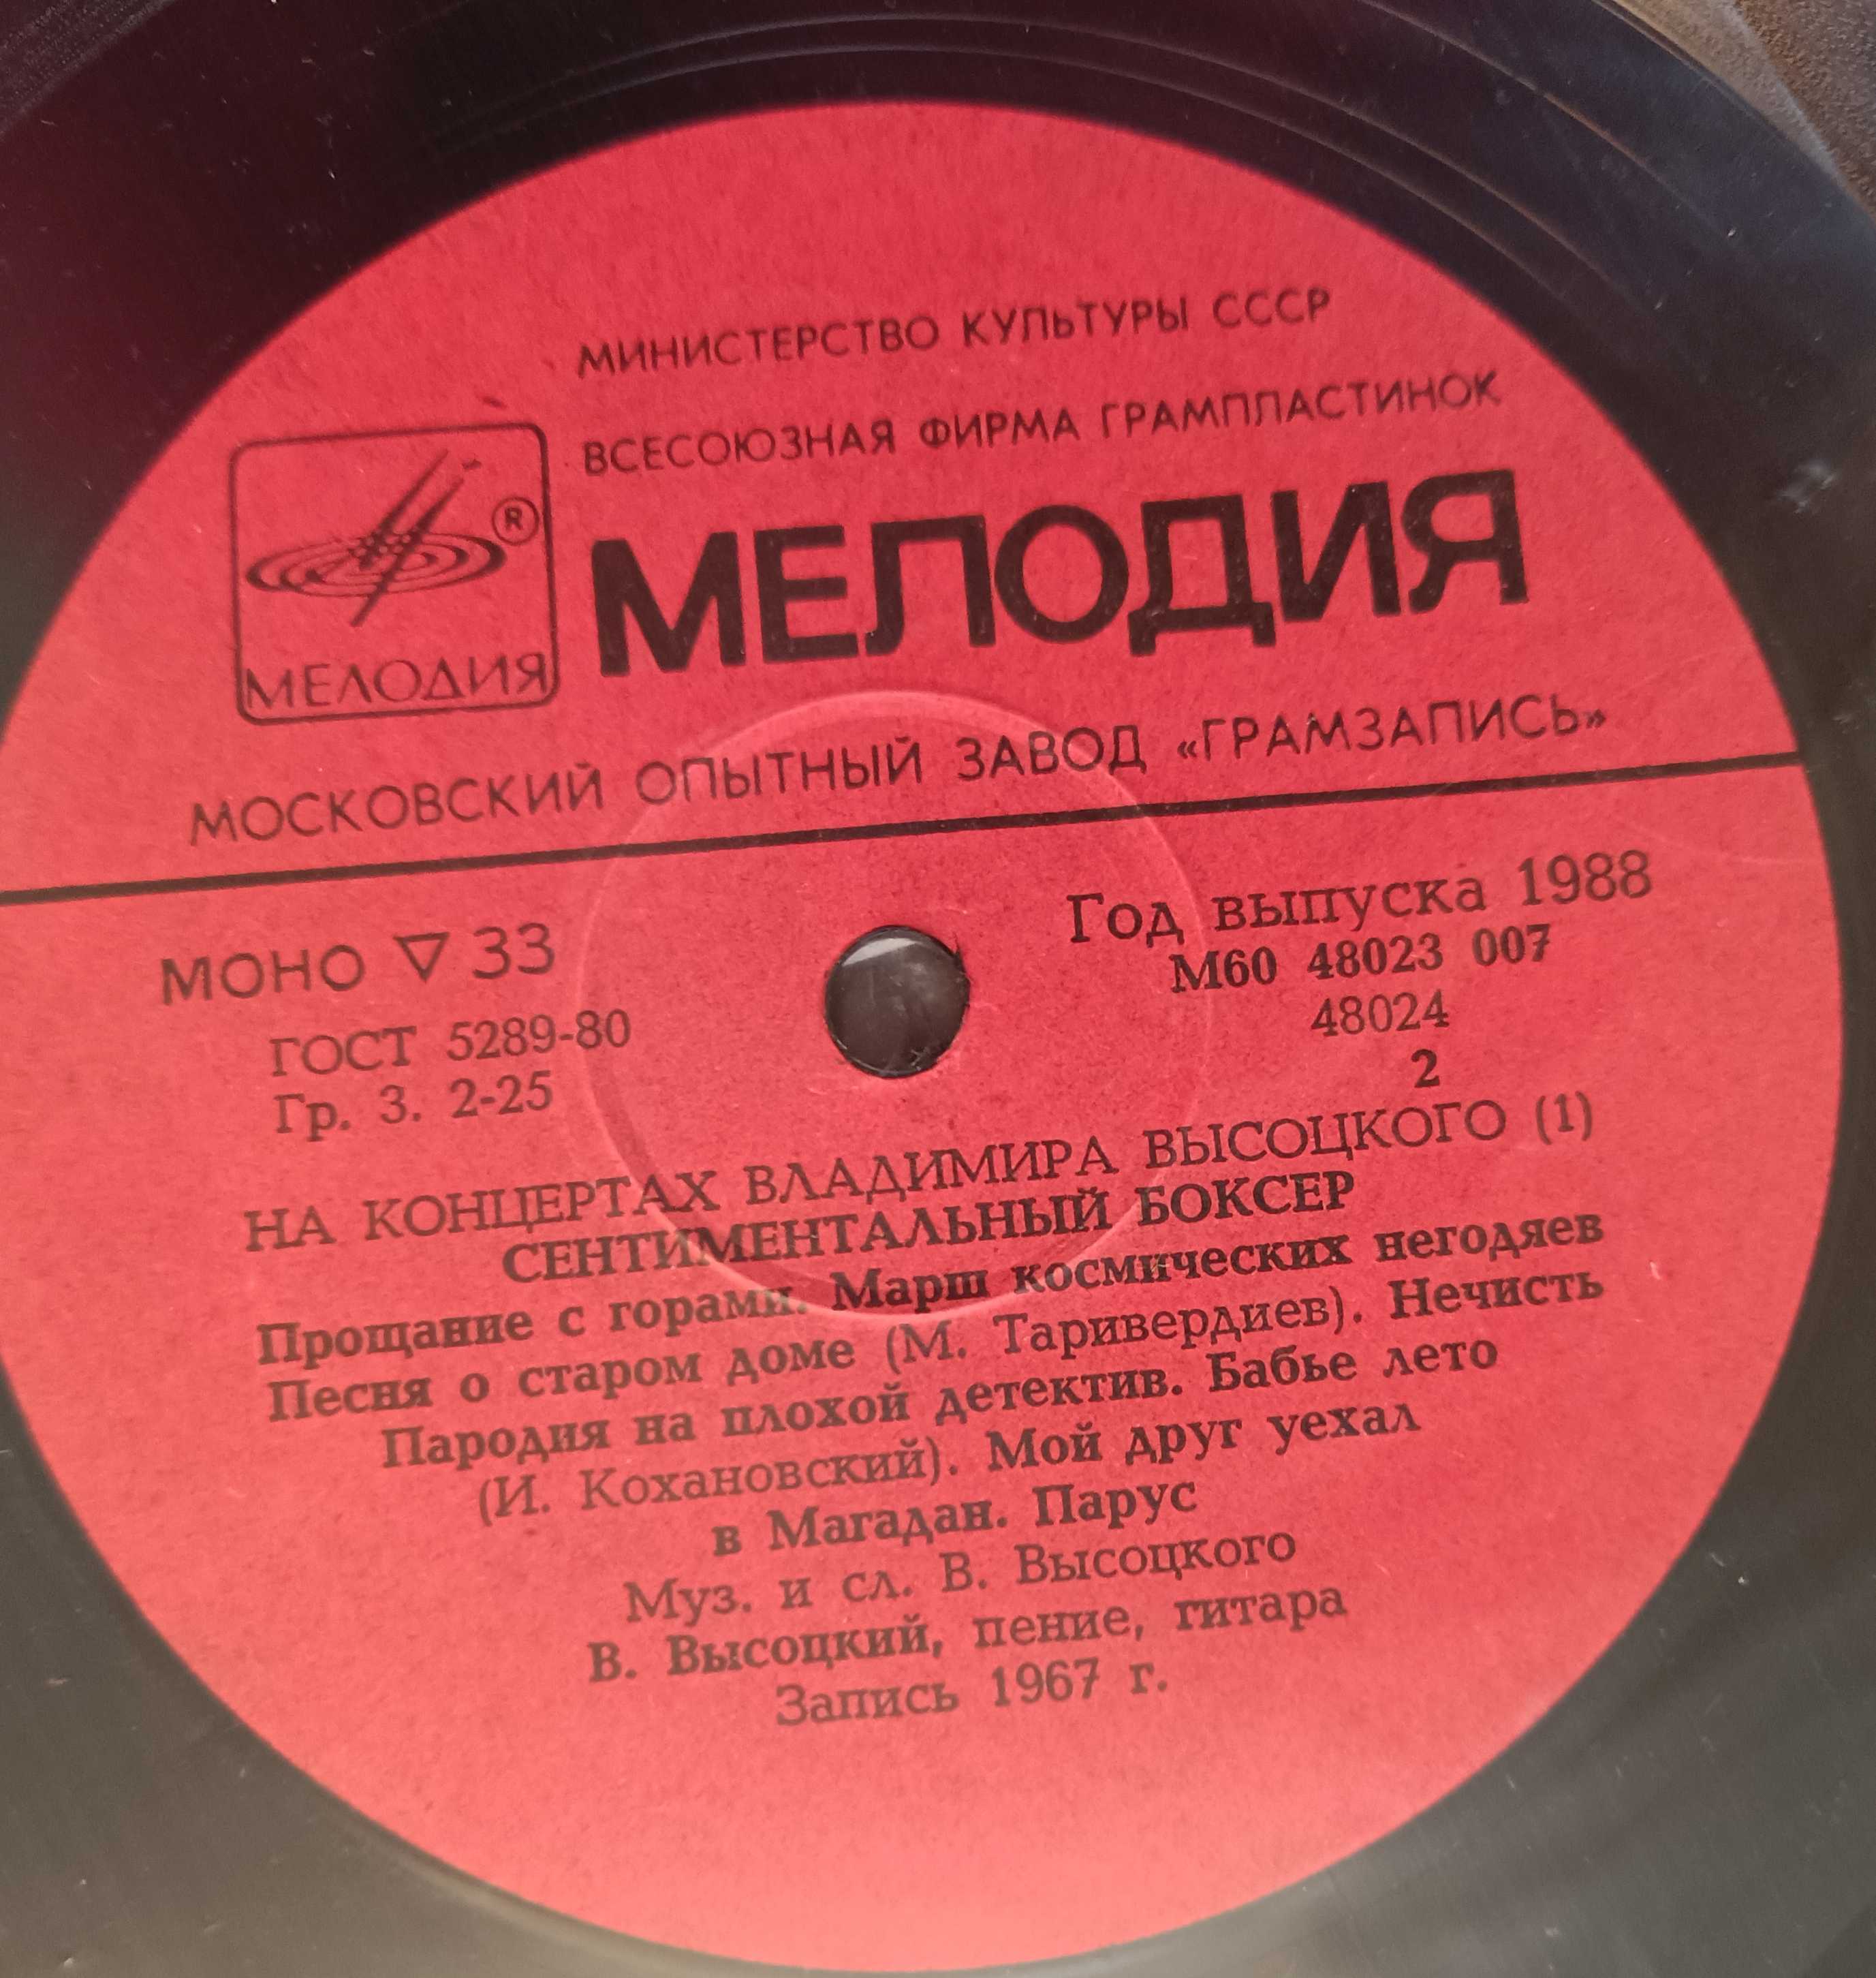 МИНИСТЕРСТВО КУЛЬТУРЫ СССР
ВСЕСОЮЗНАЯ ФИРМА ГРАМПЛАСТИНОК
®
МЕЛОДИЯ
МЕЛОДИЯ
МОСКОВСКИЙ ОПЫТНЫЙ ЗАВОД «ГРАМЗАПИСЬ»
МОНО ▽ 33
ГОСТ 5289-80
Гр. 3. 2-25
Год выпуска 1988
М60 48023 007
48024
2
НА КОНЦЕРТАХ ВЛАДИМИРА ВЫСОЦКОГО (1)
СЕНТИМЕНТАЛЬНЫЙ БОКСЕР
Прощание с горами. Марш космических негодяев
Песня о старом доме (М. Таривердиев). Нечисть
Пародия на плохой детектив. Бабье лето
(И. Кохановский). Мой друг уехал
в Магадан. Парус
Муз. и сл. В. Высоцкого
В. Высоцкий, пение, гитара
Запись 1967 г.